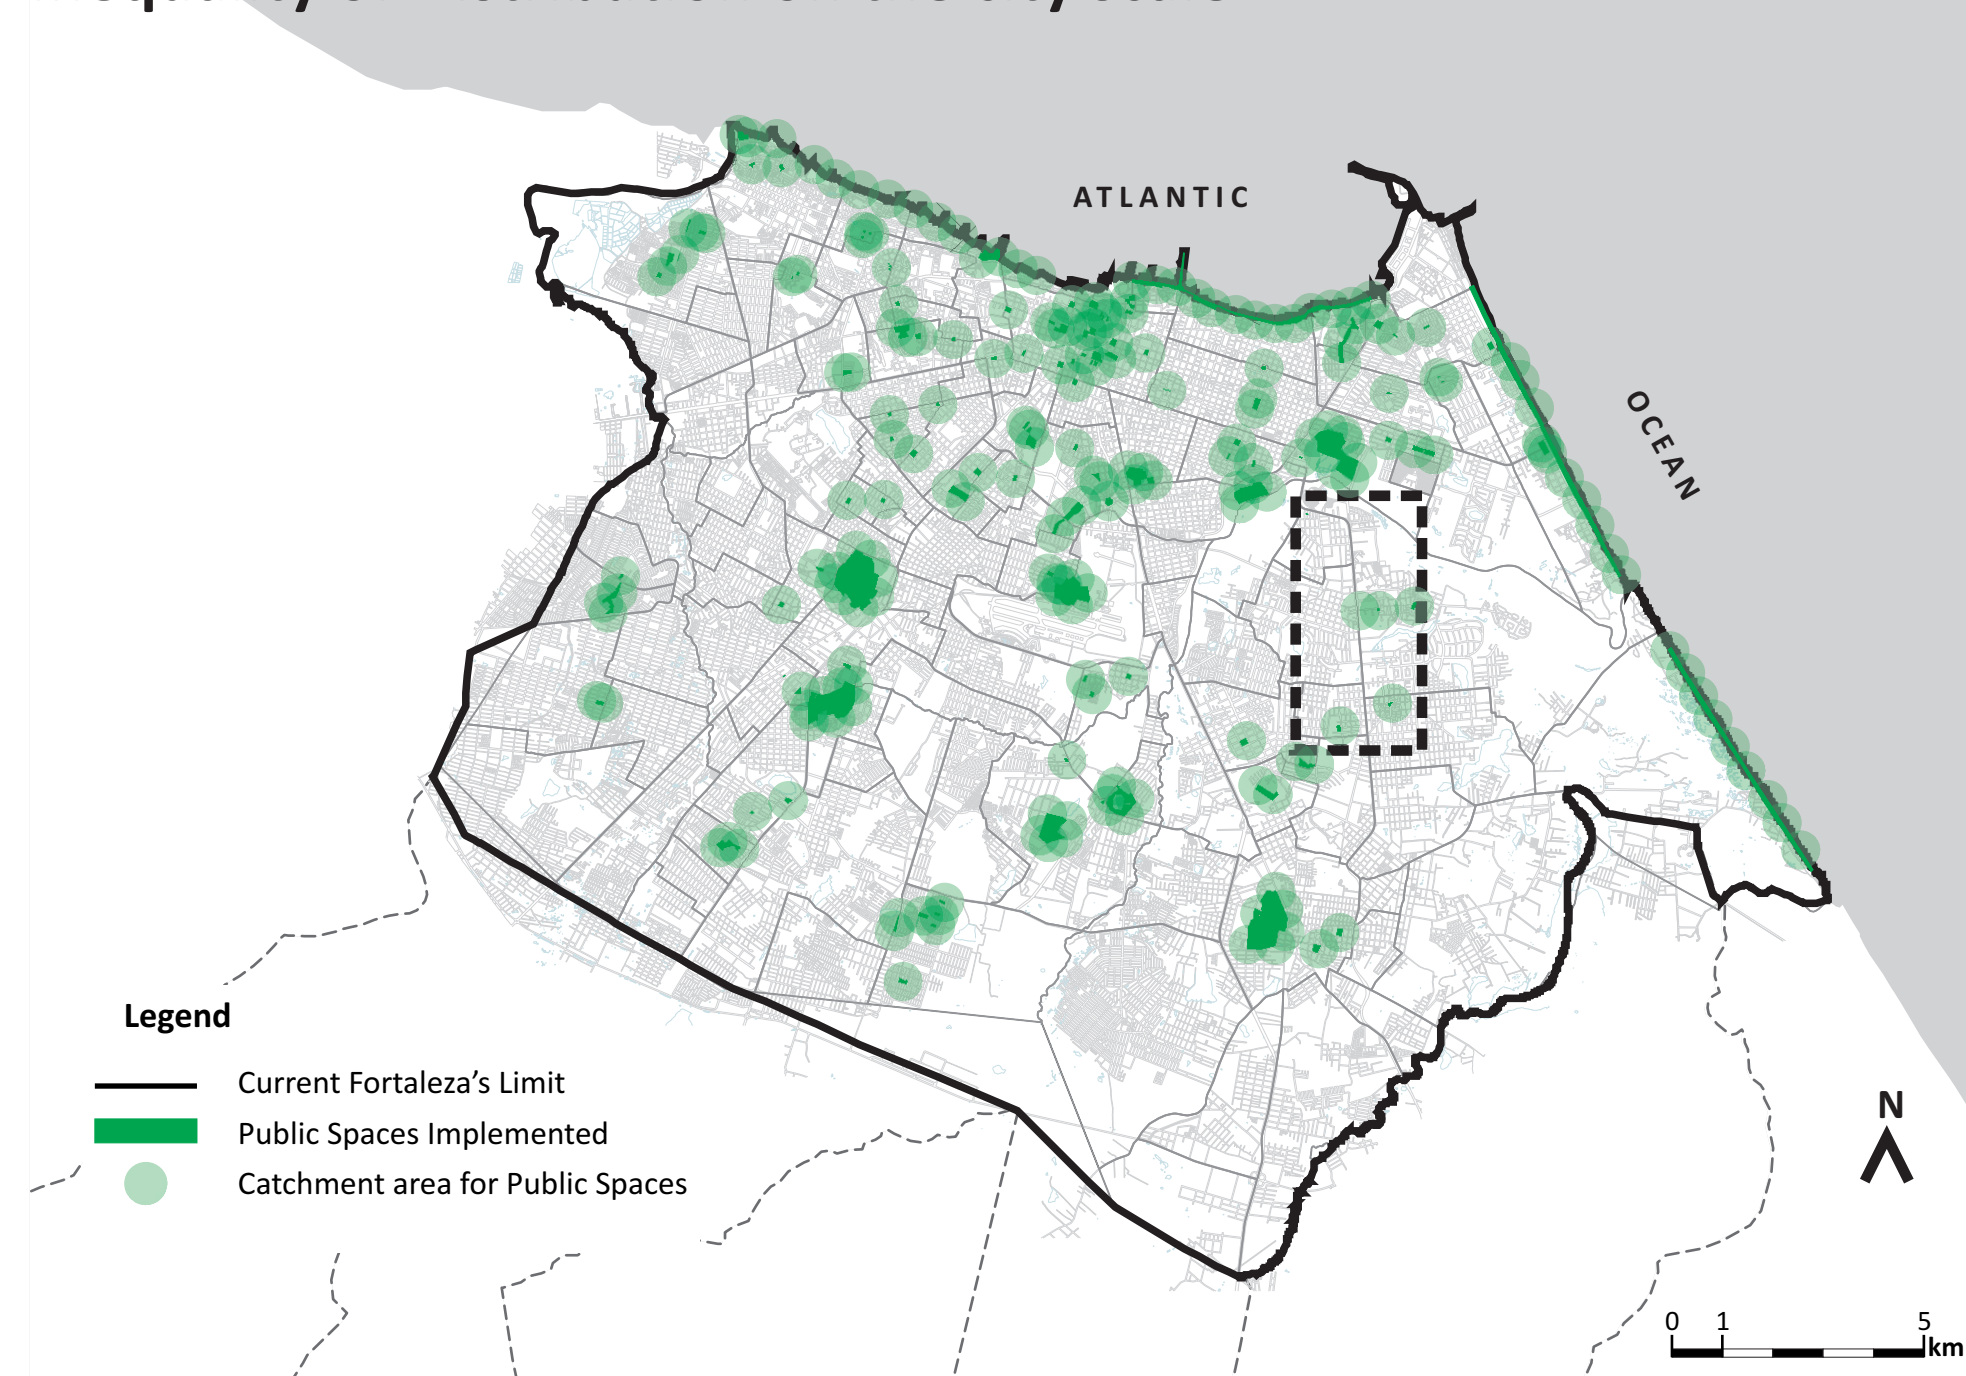 ATLANTIC
OCEAN
Legend
Current Fortaleza’s Limit
Public Spaces Implemented
Catchment area for Public Spaces
N
0 1 5
km